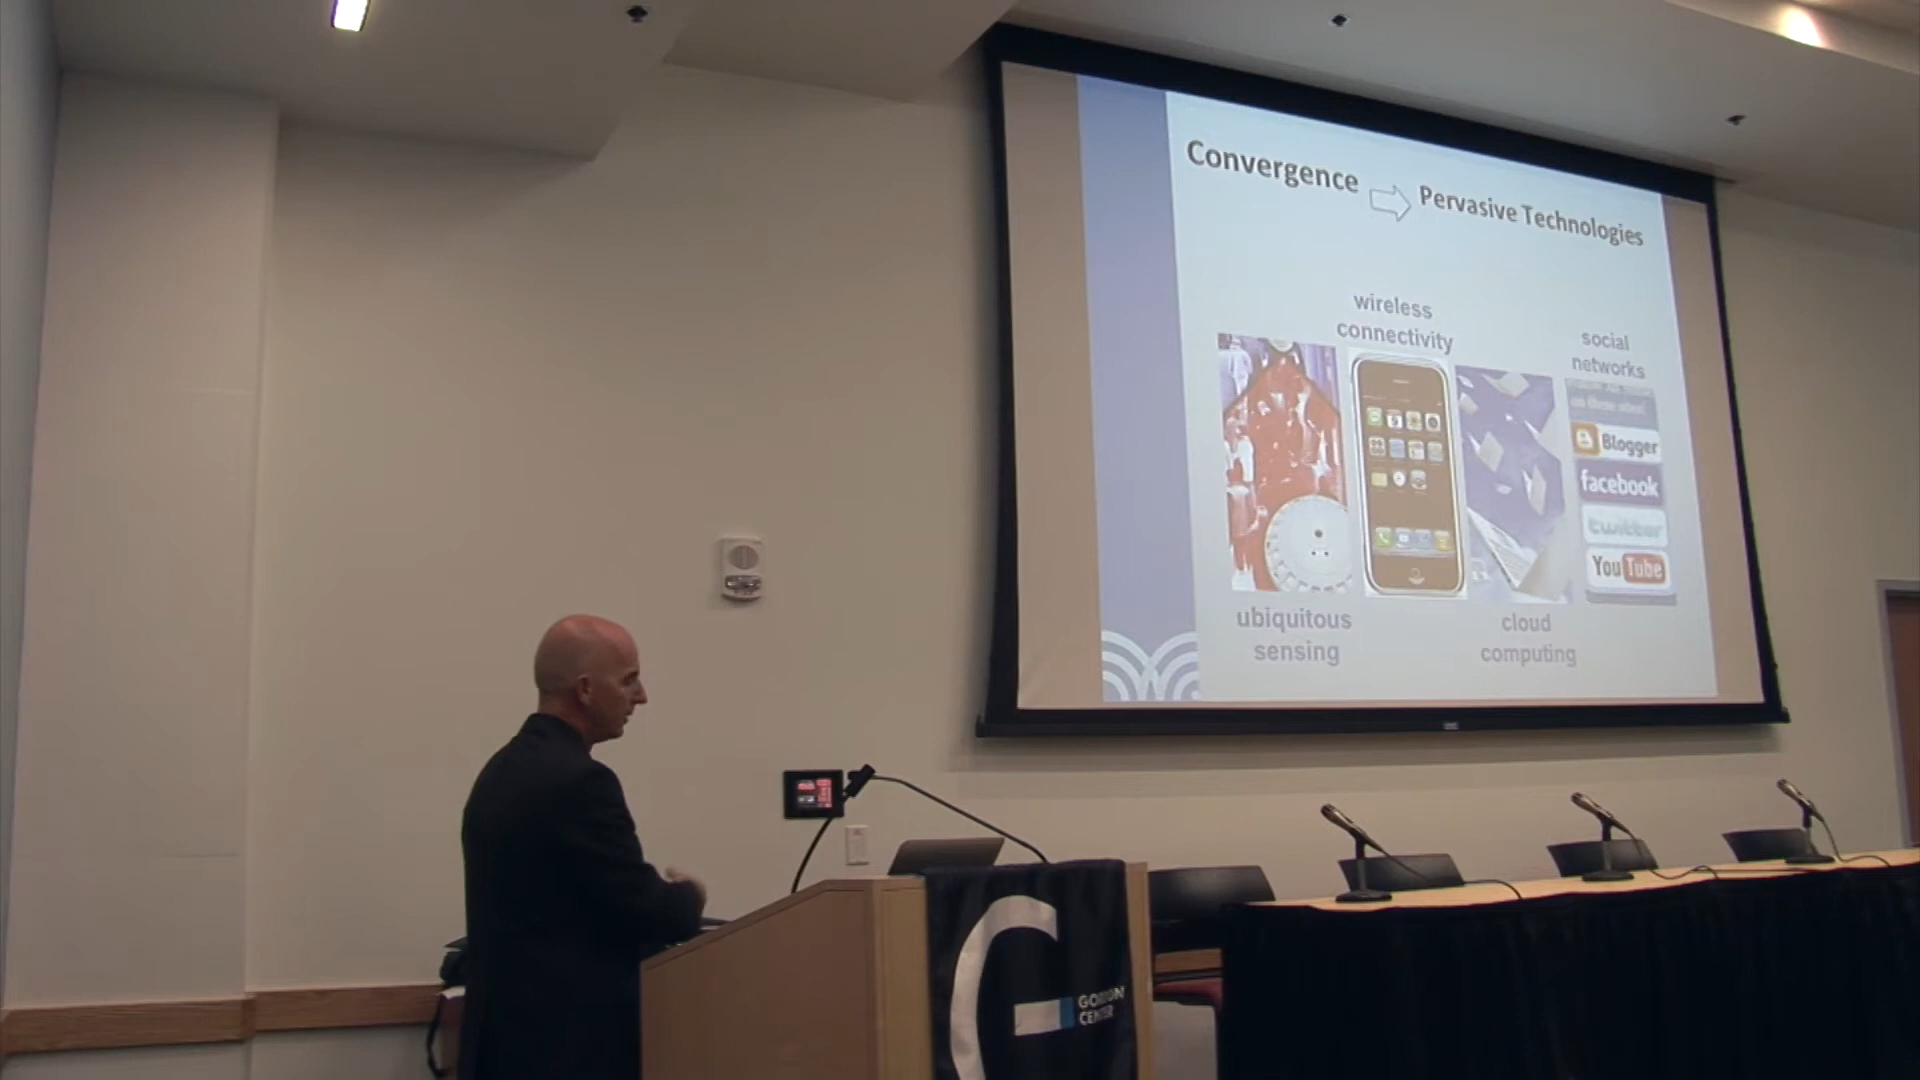 Convergence
Pervasive Technologies
wireless
connectivity
social
networks
Blogger
facebook
twitter
YouTube
ubiquitous
sensing
cloud
computing
GORDON
CENTER